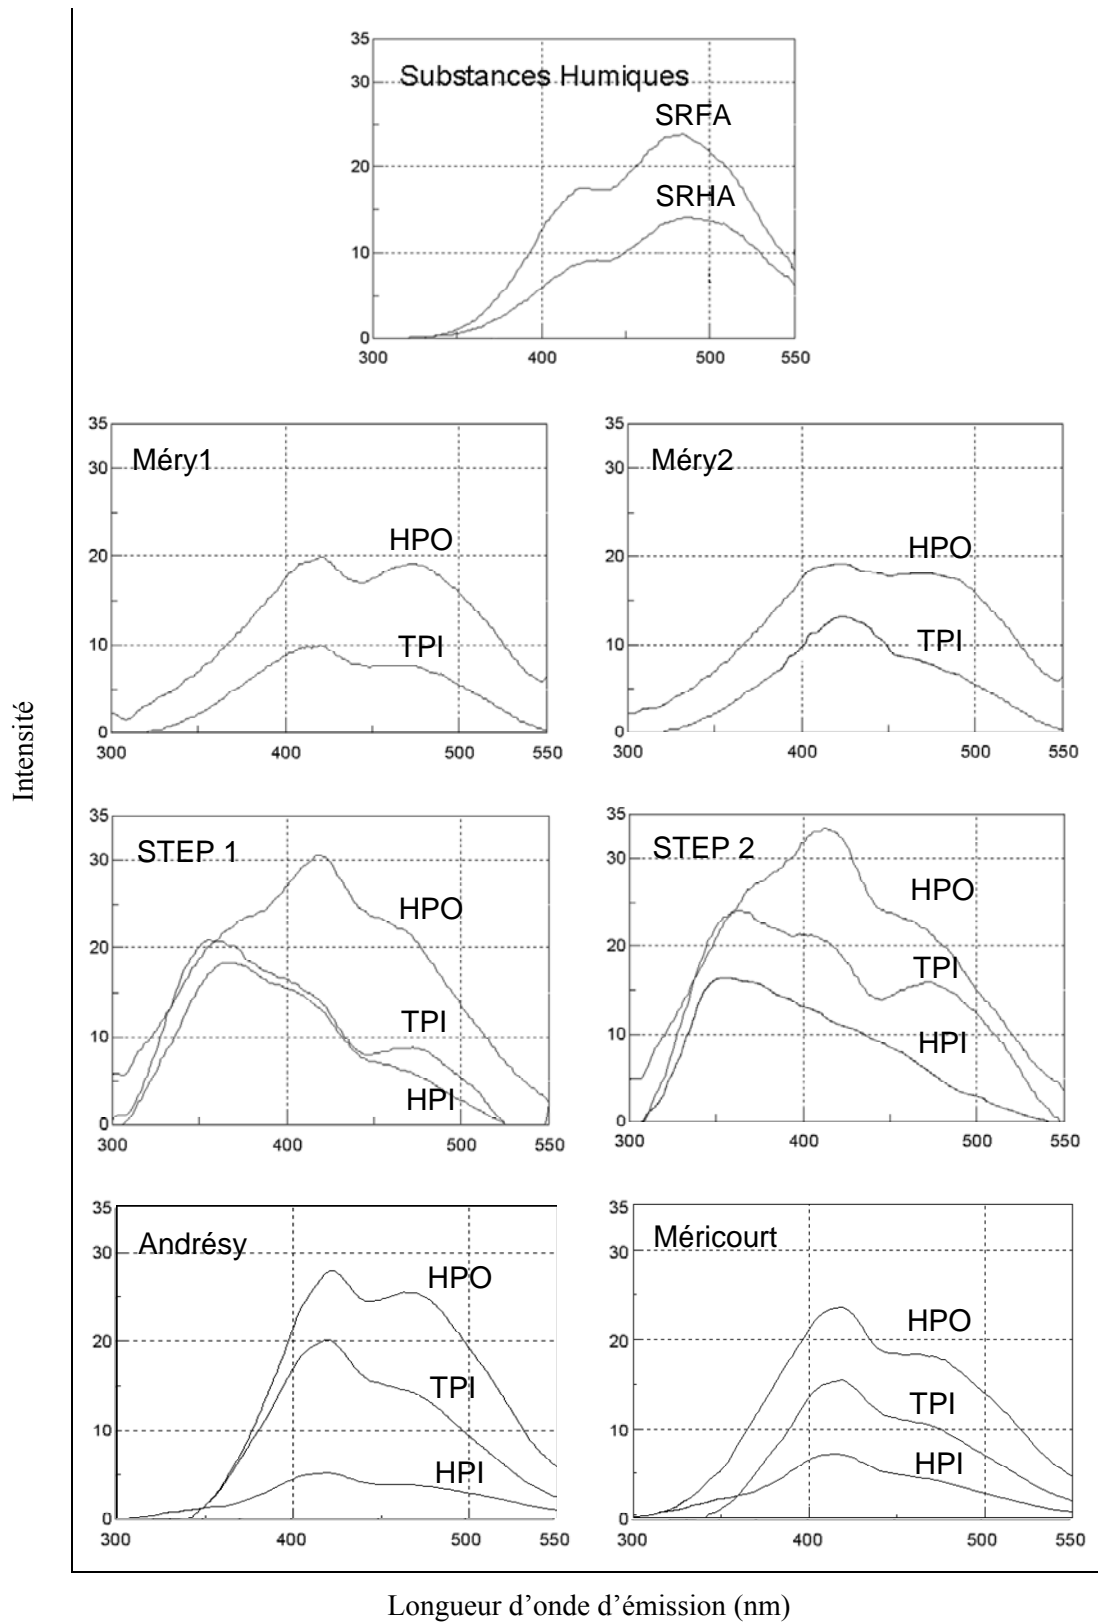 35
Substances Humiques
30
SRFA
20
SRHA
10
0
300 400 500 550
35
Méry1
30
HPO
20
TPI
10
0
300 400 500 550
35
Méry2
30
HPO
20
TPI
10
0
300 400 500 550
Intensité
35
STEP 1
30
HPO
20
TPI
10
HPI
0
300 400 500 550
35
STEP 2
30
HPO
20
TPI
10
HPI
0
300 400 500 550
35
Andrésy
30
HPO
20
TPI
10
HPI
0
300 400 500 550
35
Méricourt
30
HPO
20
TPI
10
HPI
0
300 400 500 550
Longueur d'onde d'émission (nm)